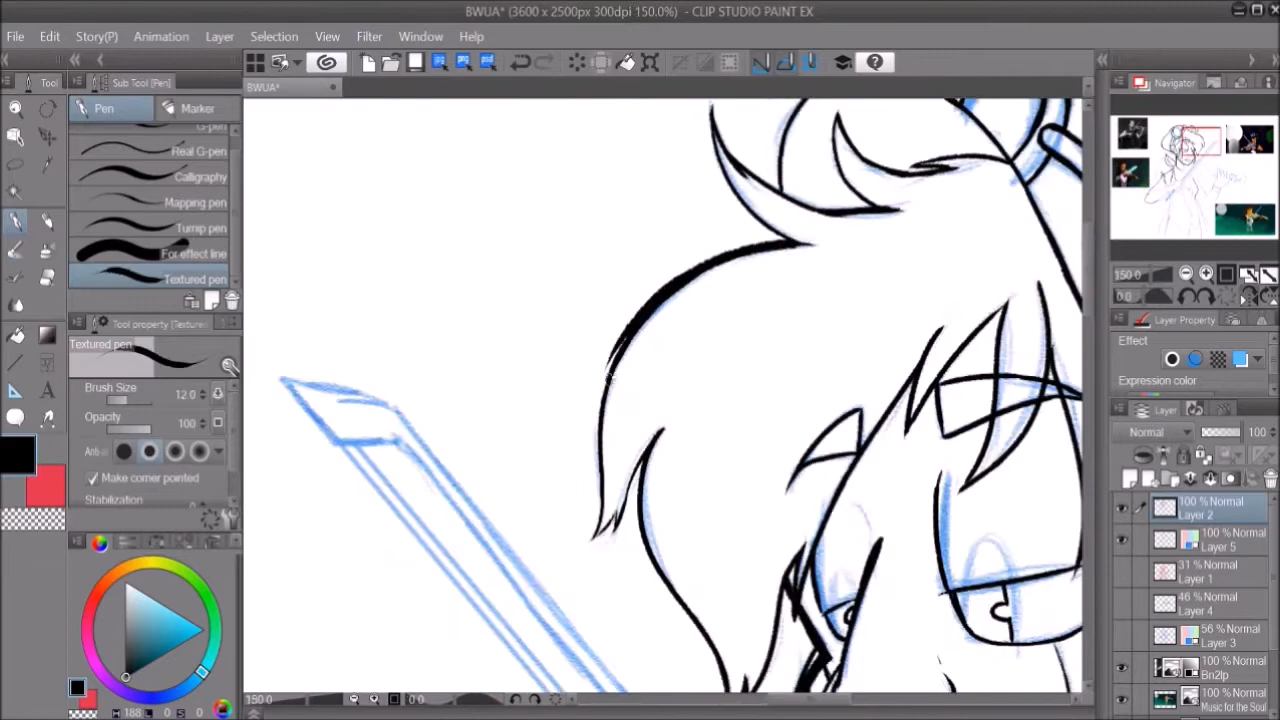 BWUA* (3600 x 2500px 300dpi 150.0%) - CLIP STUDIO PAINT EX
File Edit Story(P) Animation Layer Selection View Filter Window Help
Tool
Sub Tool [Pen]
BWUA*
Navigator
Pen
Marker
G-pen
Real G-pen
Calligraphy
Mapping pen
Turnip pen
For effect line
Textured pen
Tool property [Texture
Textured pen
Brush Size 12.0
Opacity 100
Anti-
Make corner pointed
Stabilization
H 188 S 0 0
150.0 0.0
150.0
0.0
Layer Property
Effect
Expression color
Layer
Normal 100
100 % Normal
Layer 2
100 % Normal
Layer 5
31 % Normal
Layer 1
46 % Normal
Layer 4
56 % Normal
Layer 3
100 % Normal
Bn2lp
100 % Normal
Music for the Soul